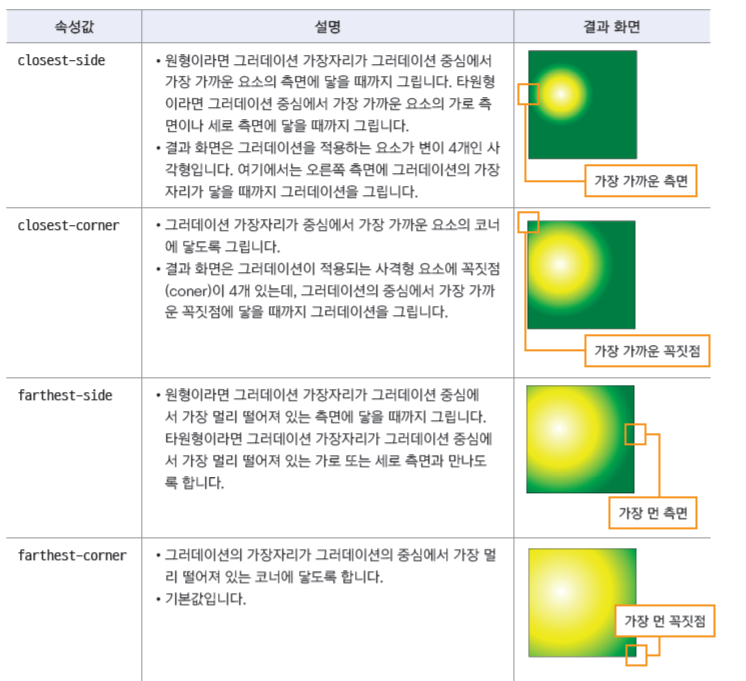 속성값 설명 결과 화면
closest-side
• 원형이라면 그러데이션 가장자리가 그러데이션 중심에서
가장 가까운 요소의 측면에 닿을 때까지 그립니다. 타원형
이라면 그러데이션 중심에서 가장 가까운 요소의 가로 측
면이나 세로 측면에 닿을 때까지 그립니다.
• 결과 화면은 그러데이션을 적용하는 요소가 변이 4개인 사
각형입니다. 여기에서는 오른쪽 측면에 그러데이션의 가장
자리가 닿을 때까지 그러데이션을 그립니다.
가장 가까운 측면
closest-corner
• 그러데이션 가장자리가 중심에서 가장 가까운 요소의 코너
에 닿도록 그립니다.
• 결과 화면은 그러데이션이 적용되는 사격형 요소에 꼭짓점
(coner)이 4개 있는데, 그러데이션의 중심에서 가장 가까
운 꼭짓점에 닿을 때까지 그러데이션을 그립니다.
가장 가까운 꼭짓점
farthest-side
• 원형이라면 그러데이션 가장자리가 그러데이션 중심에
서 가장 멀리 떨어져 있는 측면에 닿을 때까지 그립니다.
타원형이라면 그러데이션 가장자리가 그러데이션 중심에
서 가장 멀리 떨어져 있는 가로 또는 세로 측면과 만나도
록 합니다.
가장 먼 측면
farthest-corner
• 그러데이션의 가장자리가 그러데이션의 중심에서 가장 멀
리 떨어져 있는 코너에 닿도록 합니다.
• 기본값입니다.
가장 먼 꼭짓점